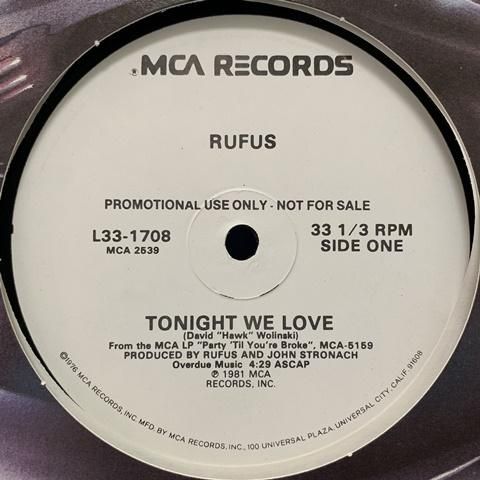 ® MCA RECORDS
RUFUS
PROMOTIONAL USE ONLY - NOT FOR SALE
L33-1708
MCA 2539
33 1/3 RPM
SIDE ONE
TONIGHT WE LOVE
(David "Hawk" Wolinski)
From the MCA LP "Party 'Til You're Broke", MCA-5159
PRODUCED BY RUFUS AND JOHN STRONACH
Overdue Music 4:29 ASCAP
℗ 1981 MCA
RECORDS, INC.
©1976 MCA RECORDS, INC. MFD. BY MCA RECORDS, INC., 100 UNIVERSAL PLAZA, UNIVERSAL CITY, CALIF. 91608